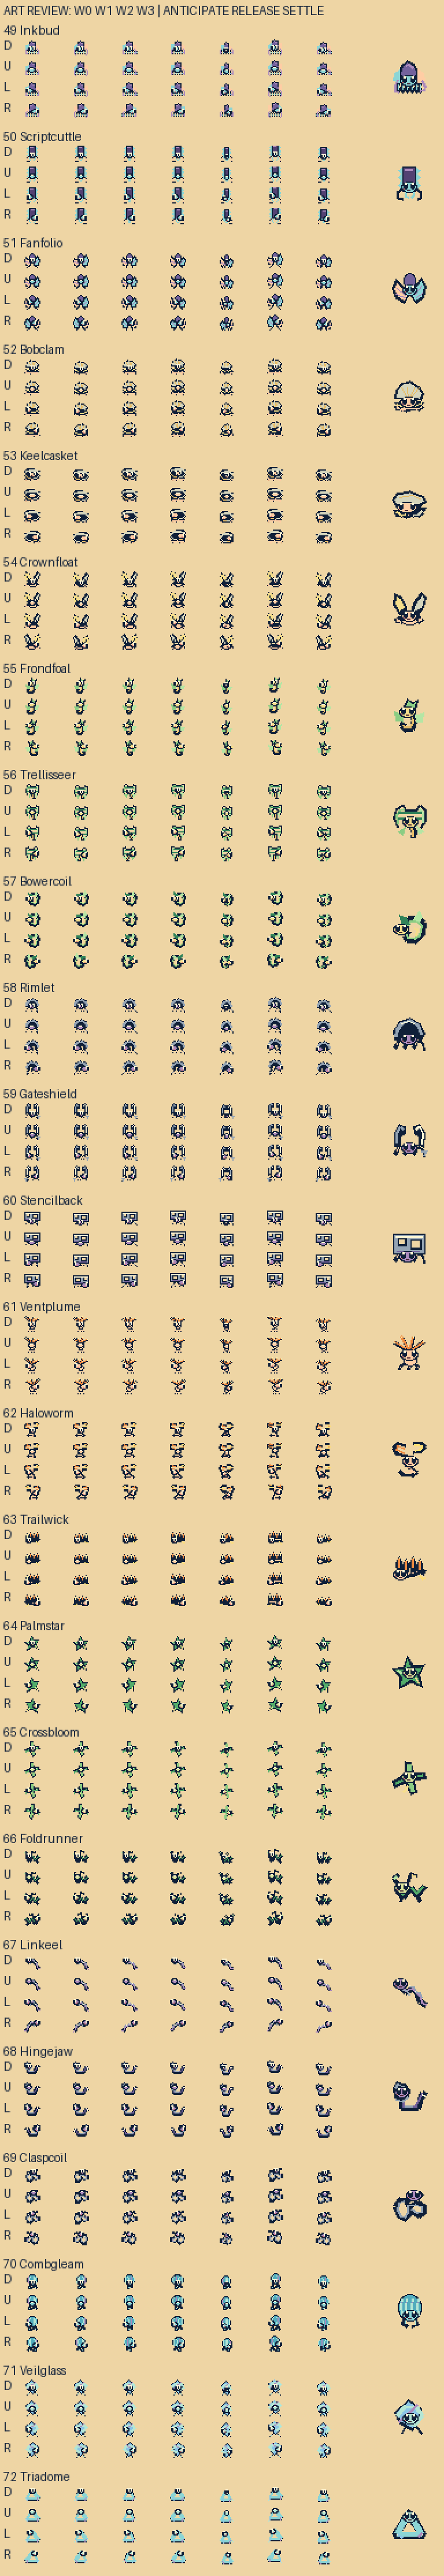 ART REVIEW: W0 W1 W2 W3 | ANTICIPATE RELEASE SETTLE
49 Inkbud
D
U
L
R
50 Scriptcuttle
D
U
L
R
51 Fanfolio
D
U
L
R
52 Bobclam
D
U
L
R
53 Keelcasket
D
U
L
R
54 Crownfloat
D
U
L
R
55 Frondfoal
D
U
L
R
56 Trellisseer
D
U
L
R
57 Bowercoil
D
U
L
R
58 Rimlet
D
U
L
R
59 Gateshield
D
U
L
R
60 Stencilback
D
U
L
R
61 Ventplume
D
U
L
R
62 Haloworm
D
U
L
R
63 Trailwick
D
U
L
R
64 Palmstar
D
U
L
R
65 Crossbloom
D
U
L
R
66 Foldrunner
D
U
L
R
67 Linkeel
D
U
L
R
68 Hingejaw
D
U
L
R
69 Claspcoil
D
U
L
R
70 Combgleam
D
U
L
R
71 Veilglass
D
U
L
R
72 Triadome
D
U
L
R